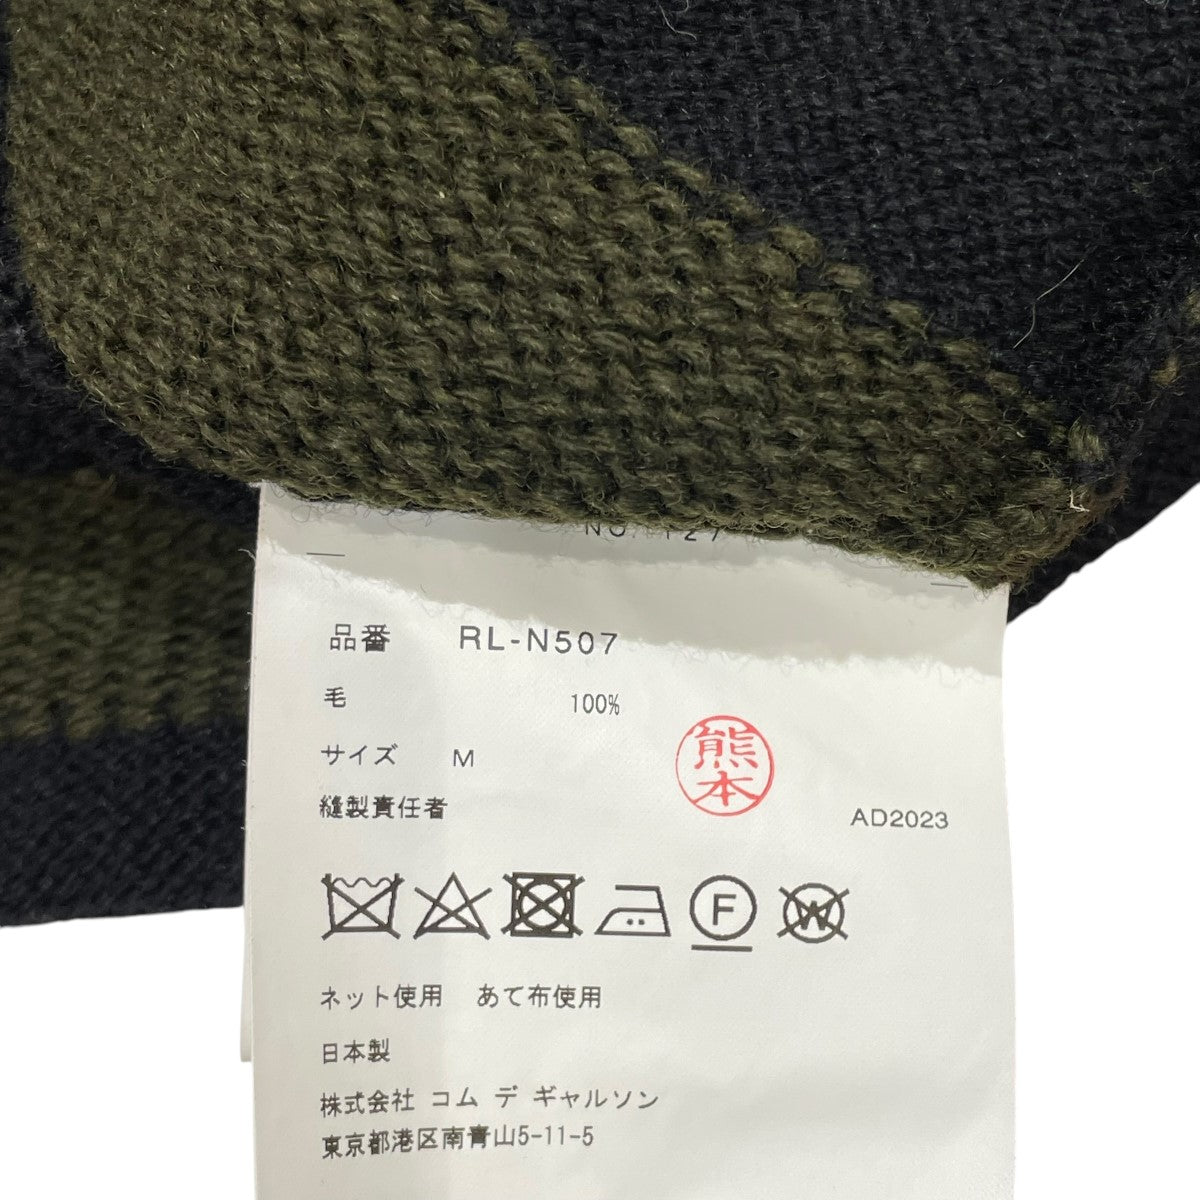 品番 RL-N507
毛 100%
サイズ M
熊本
縫製責任者
AD2023
F
W
ネット使用 あて布使用
日本製
株式会社 コム デ ギャルソン
東京都港区南青山5-11-5